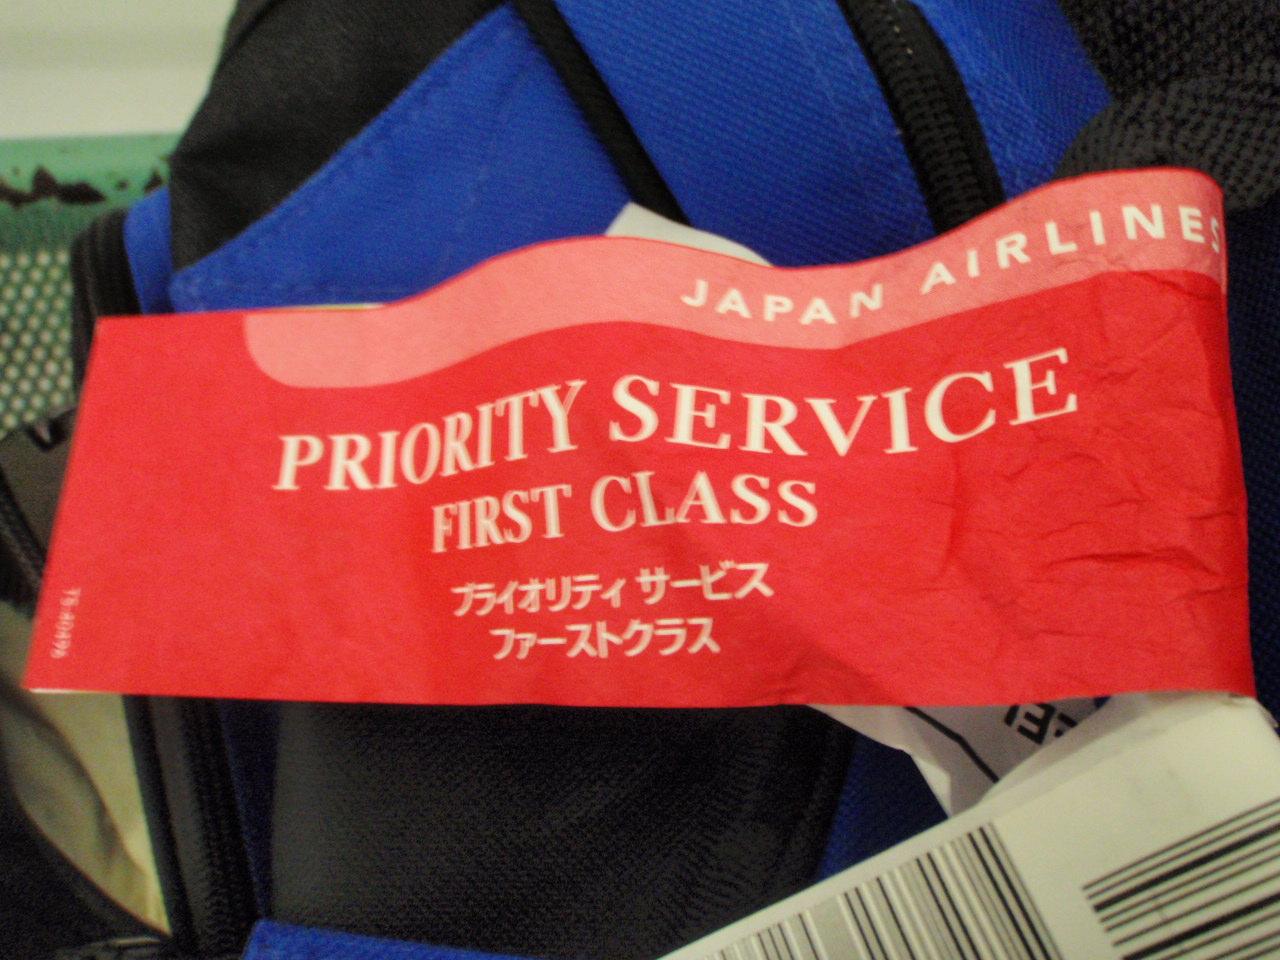 JAPAN AIRLINES
PRIORITY SERVICE
FIRST CLASS
プライオリティ サービス
ファーストクラス